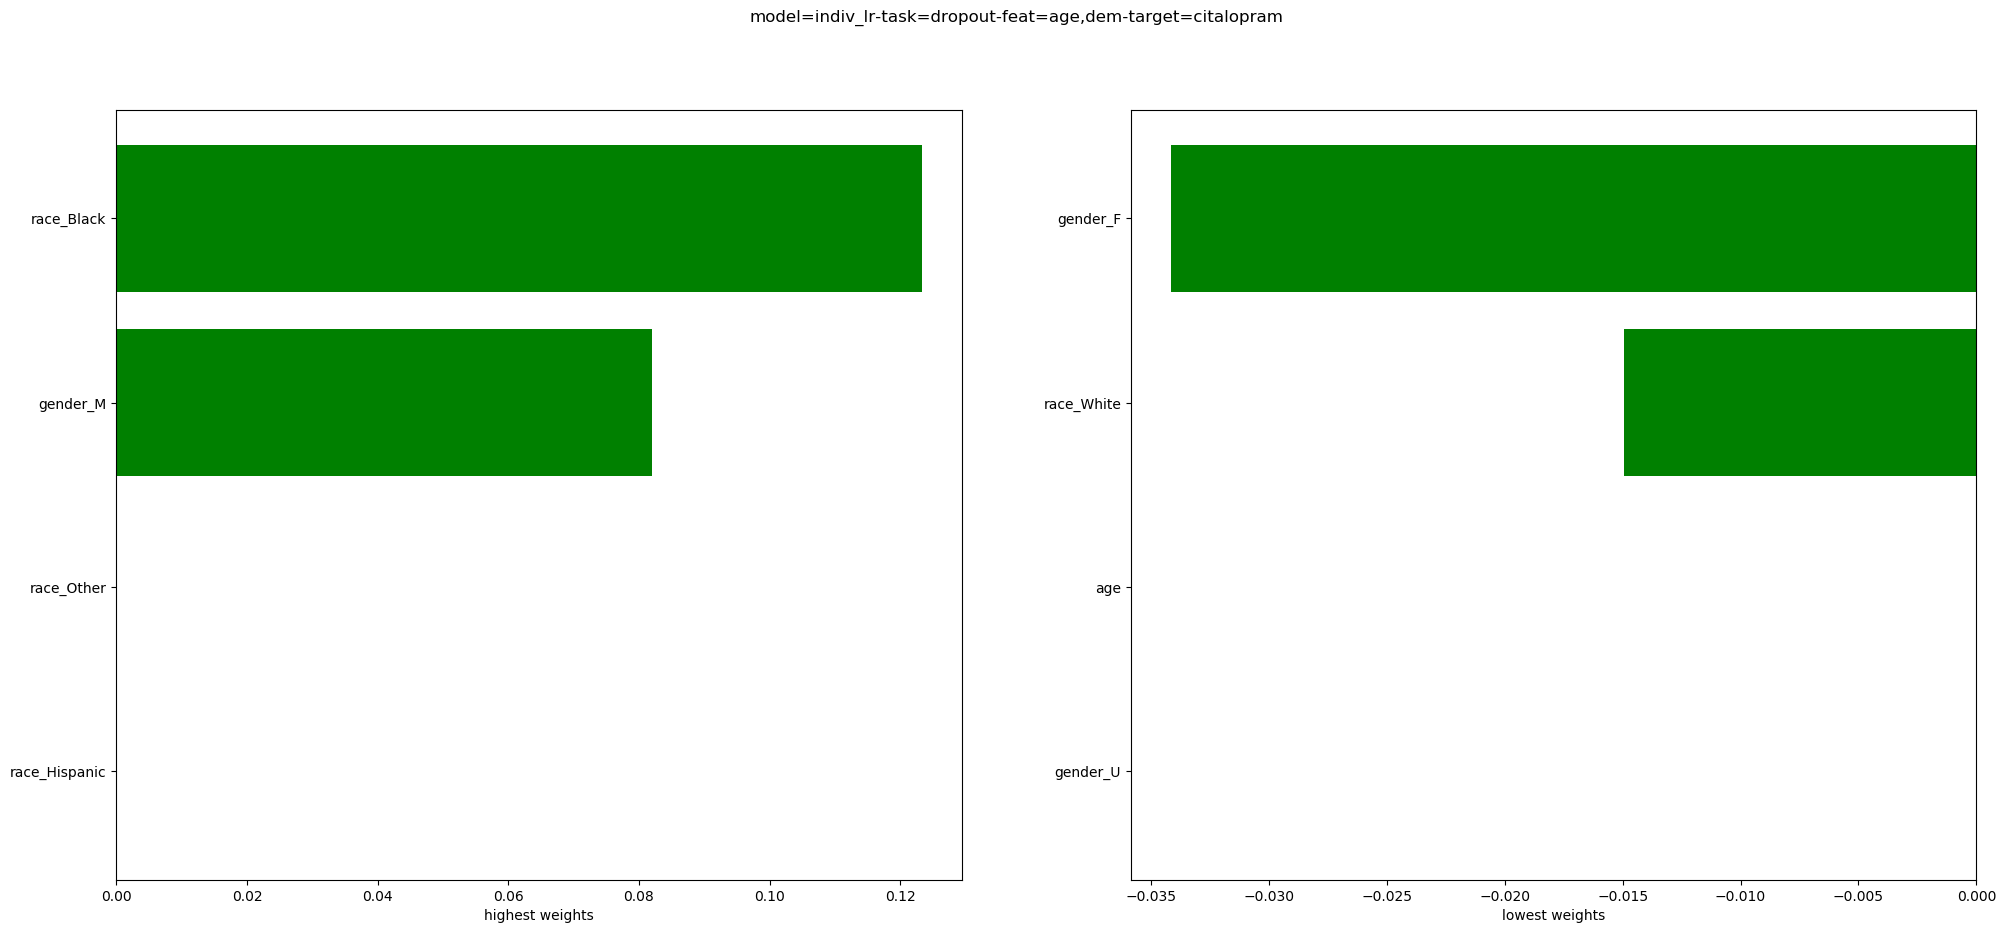 model=indiv_lr-task=dropout-feat=age,dem-target=citalopram
race_Black
gender_M
race_Other
race_Hispanic
0.00 0.02 0.04 0.06 0.08 0.10 0.12
highest weights
gender_F
race_White
age
gender_U
−0.035 −0.030 −0.025 −0.020 −0.015 −0.010 −0.005 0.000
lowest weights